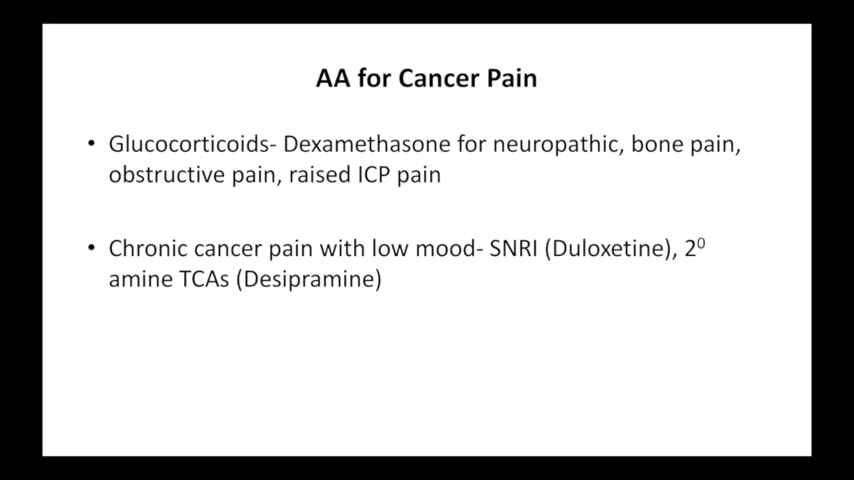 AA for Cancer Pain
• Glucocorticoids- Dexamethasone for neuropathic, bone pain,
obstructive pain, raised ICP pain
• Chronic cancer pain with low mood- SNRI (Duloxetine), 2⁰
amine TCAs (Desipramine)